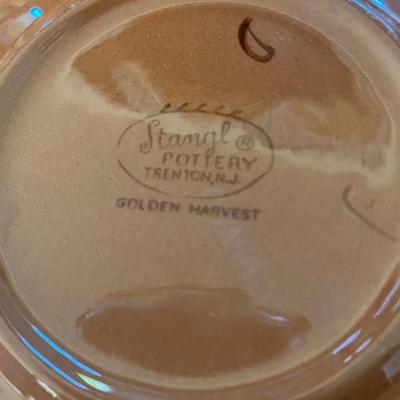 Stangl®
POTTERY
TRENTON, N.J.
GOLDEN HARVEST